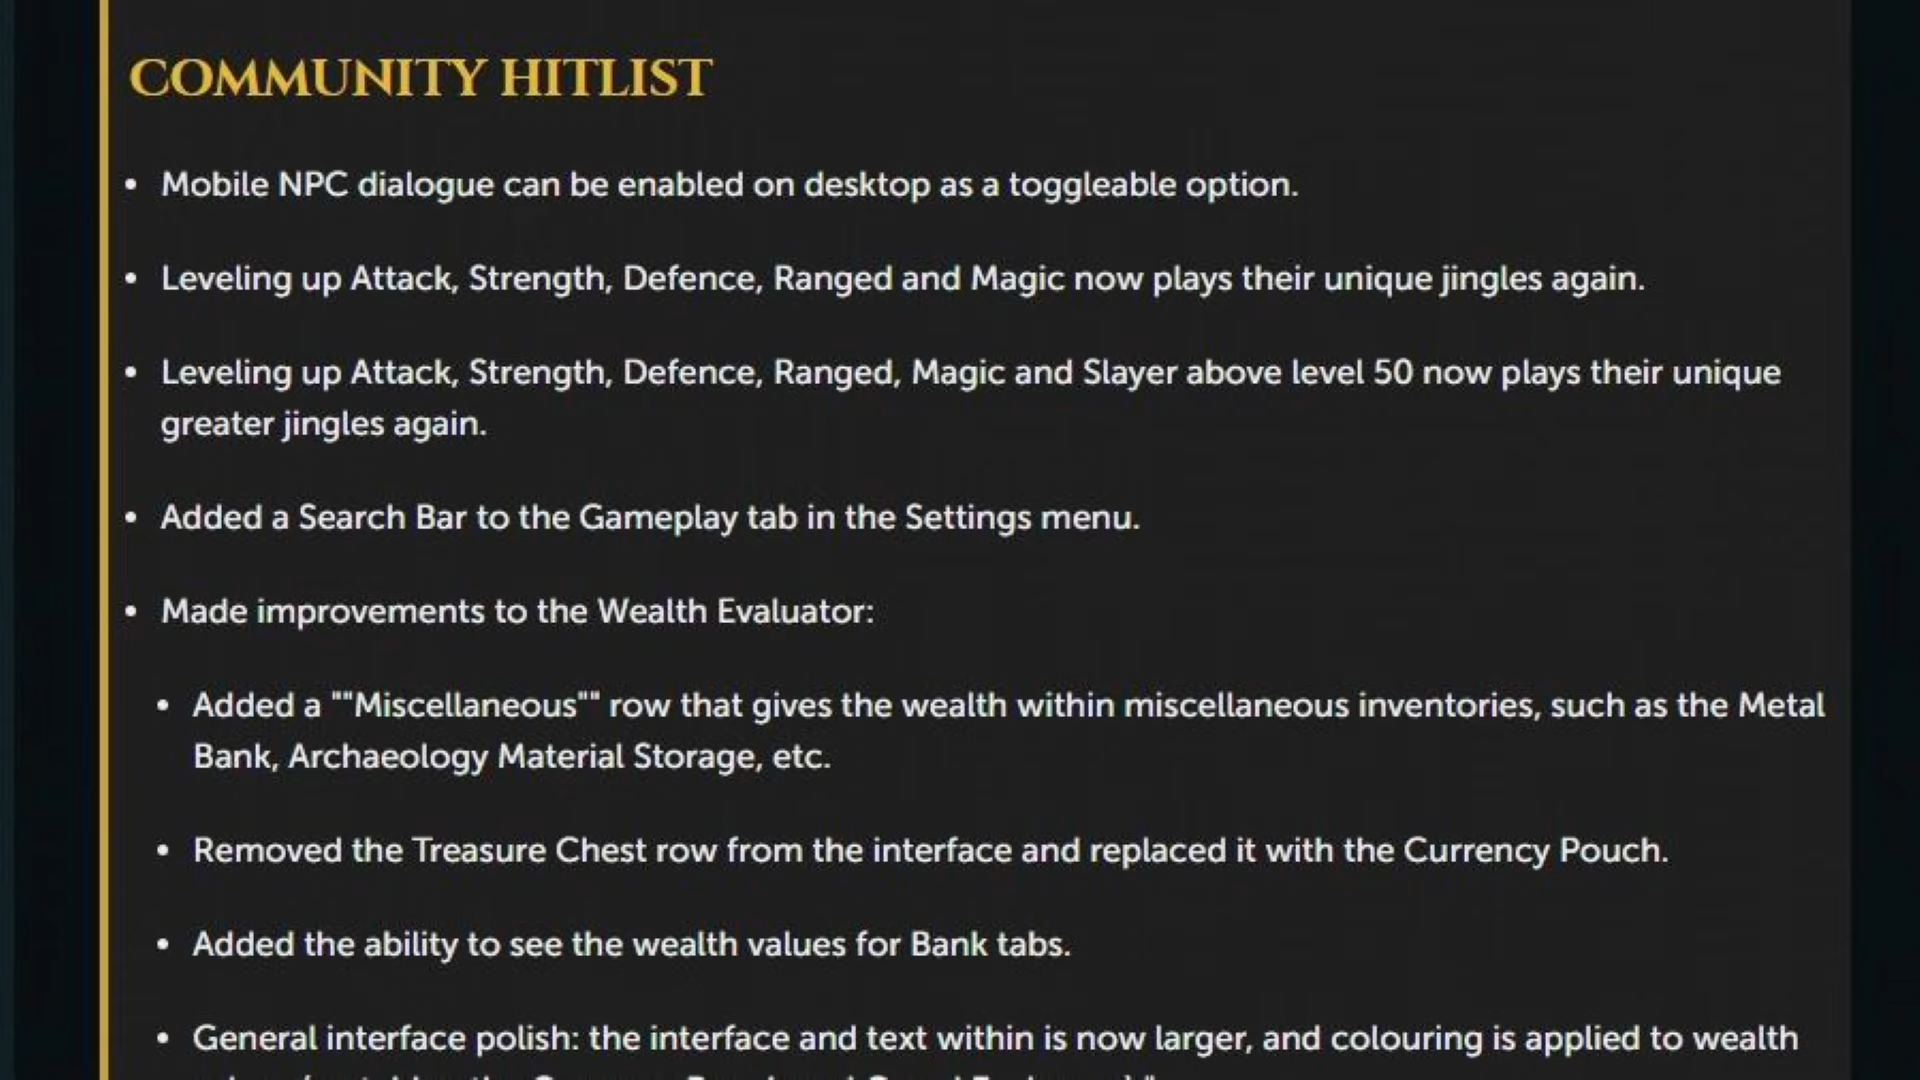 COMMUNITY HITLIST
• Mobile NPC dialogue can be enabled on desktop as a toggleable option.
• Leveling up Attack, Strength, Defence, Ranged and Magic now plays their unique jingles again.
• Leveling up Attack, Strength, Defence, Ranged, Magic and Slayer above level 50 now plays their unique
greater jingles again.
• Added a Search Bar to the Gameplay tab in the Settings menu.
• Made improvements to the Wealth Evaluator:
• Added a ""Miscellaneous"" row that gives the wealth within miscellaneous inventories, such as the Metal
Bank, Archaeology Material Storage, etc.
• Removed the Treasure Chest row from the interface and replaced it with the Currency Pouch.
• Added the ability to see the wealth values for Bank tabs.
• General interface polish: the interface and text within is now larger, and colouring is applied to wealth